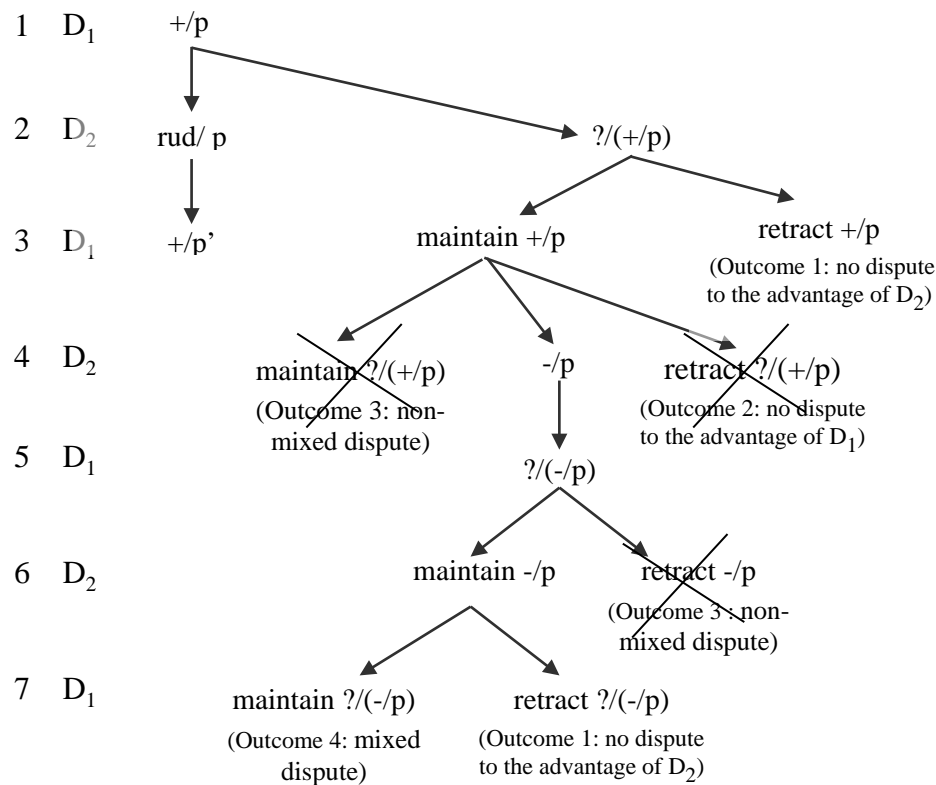 1 D₁ +/p
2 D₂ rud/ p ?/(+/p)
3 D₁ +/p’ maintain +/p retract +/p
(Outcome 1: no dispute
to the advantage of D₂)
4 D₂ maintain ?/(+/p) -/p retract ?/(+/p)
(Outcome 3: non-
mixed dispute)
(Outcome 2: no dispute
to the advantage of D₁)
5 D₁ ?/(-/p)
6 D₂ maintain -/p retract -/p
(Outcome 3 : non-
mixed dispute)
7 D₁ maintain ?/(-/p) retract ?/(-/p)
(Outcome 4: mixed
dispute)
(Outcome 1: no dispute
to the advantage of D₂)